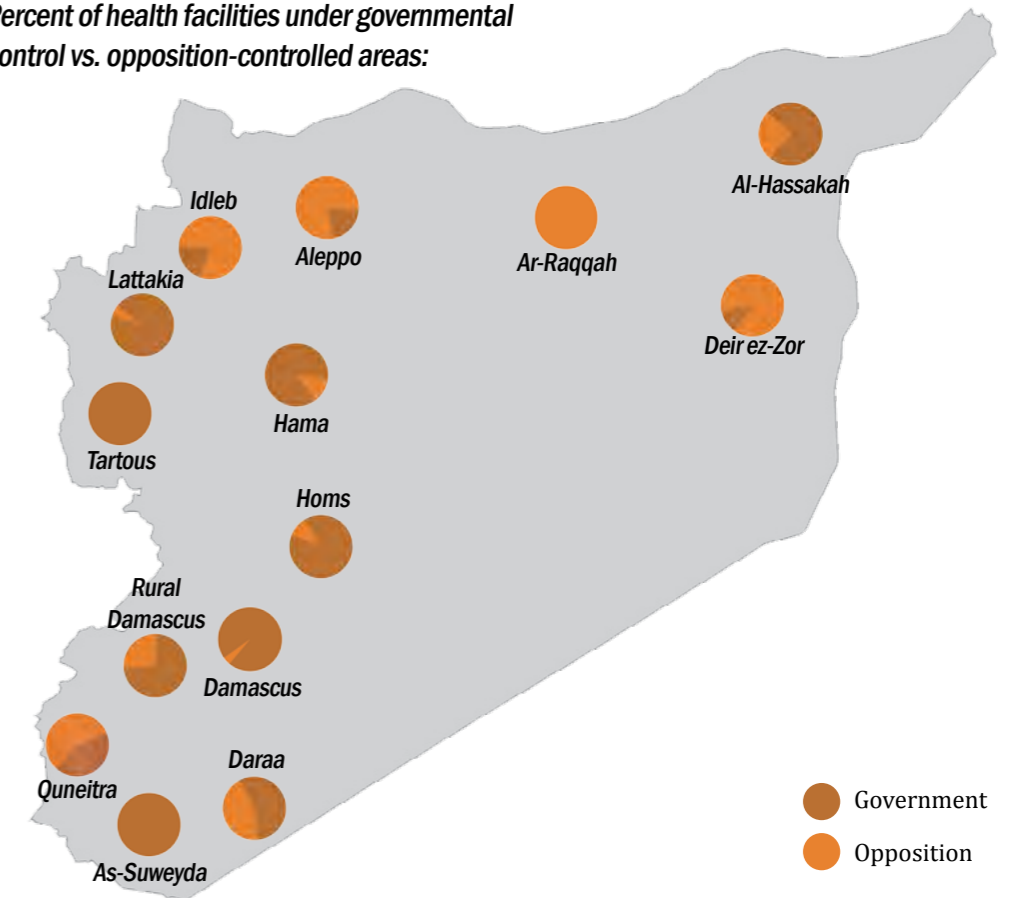 Percent of health facilities under governmental
control vs. opposition-controlled areas:
Al-Hassakah
Idleb
Aleppo
Ar-Raqqah
Lattakia
Deir ez-Zor
Hama
Tartous
Homs
Rural
Damascus
Damascus
Daraa
Quneitra
As-Suweyda
Government
Opposition